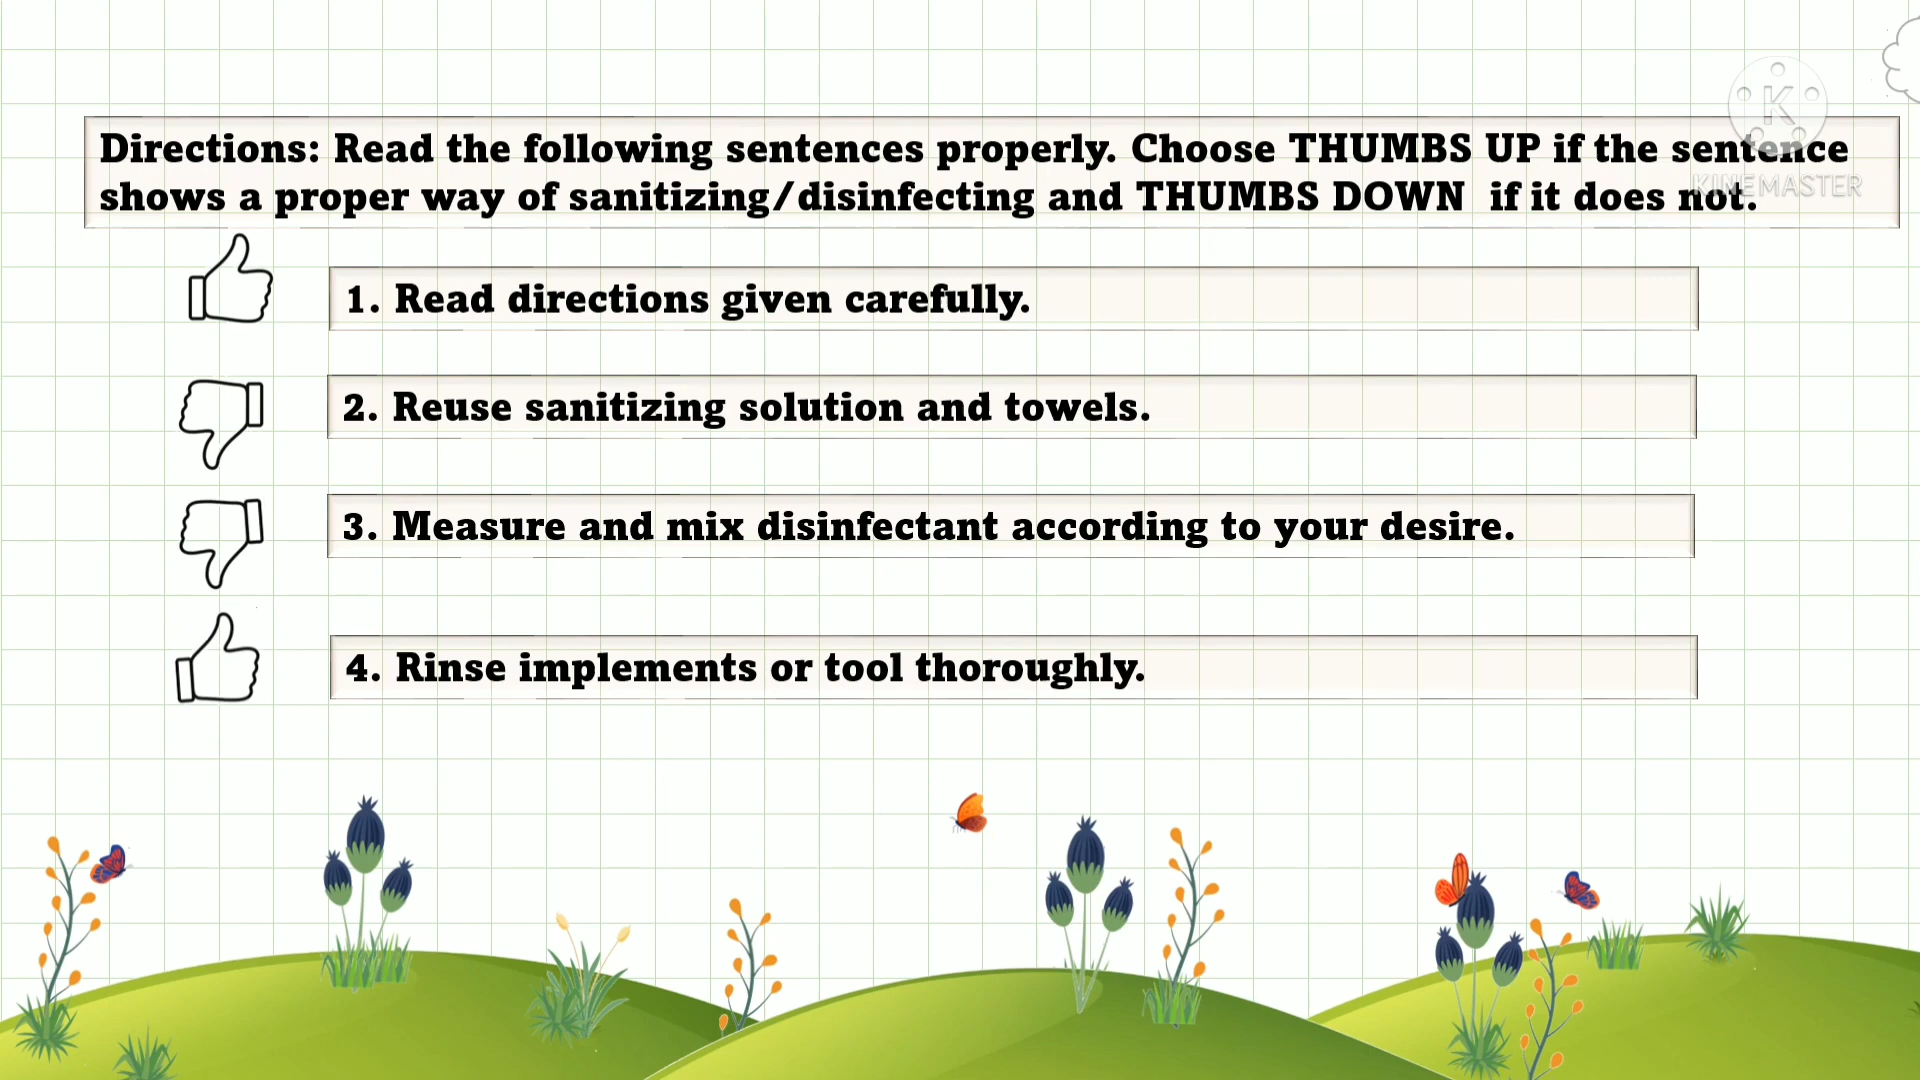 Directions: Read the following sentences properly. Choose THUMBS UP if the sentence
shows a proper way of sanitizing/disinfecting and THUMBS DOWN if it does not.
K
KINEMASTER
1. Read directions given carefully.
2. Reuse sanitizing solution and towels.
3. Measure and mix disinfectant according to your desire.
4. Rinse implements or tool thoroughly.